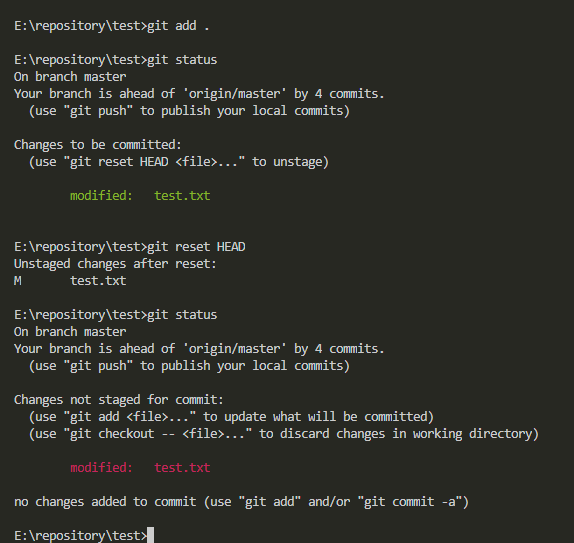 E:\repository\test>git add .
E:\repository\test>git status
On branch master
Your branch is ahead of 'origin/master' by 4 commits.
  (use "git push" to publish your local commits)
Changes to be committed:
  (use "git reset HEAD <file>..." to unstage)
        modified:   test.txt
E:\repository\test>git reset HEAD
Unstaged changes after reset:
M       test.txt
E:\repository\test>git status
On branch master
Your branch is ahead of 'origin/master' by 4 commits.
  (use "git push" to publish your local commits)
Changes not staged for commit:
  (use "git add <file>..." to update what will be committed)
  (use "git checkout -- <file>..." to discard changes in working directory)
        modified:   test.txt
no changes added to commit (use "git add" and/or "git commit -a")
E:\repository\test>